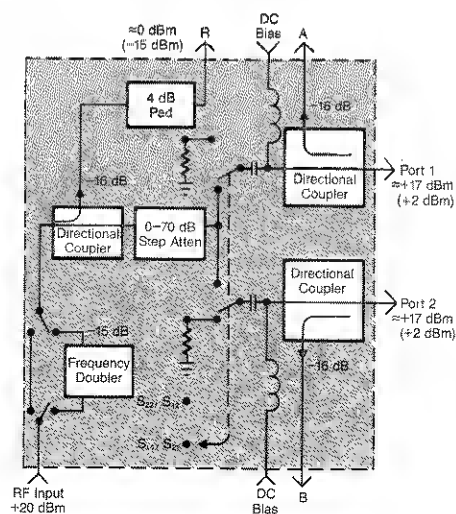 ≈0 dBm
(−15 dBm)
R
DC
Bias
A
4 dB
Pad
−16 dB
−16 dB
Directional
Coupler
Port 1
≈+17 dBm
(+2 dBm)
Directional
Coupler
0–70 dB
Step Atten
Directional
Coupler
Port 2
≈+17 dBm
(+2 dBm)
−15 dB
−16 dB
Frequency
Doubler
S22, S12
S11, S21
RF Input
+20 dBm
DC
Bias
B